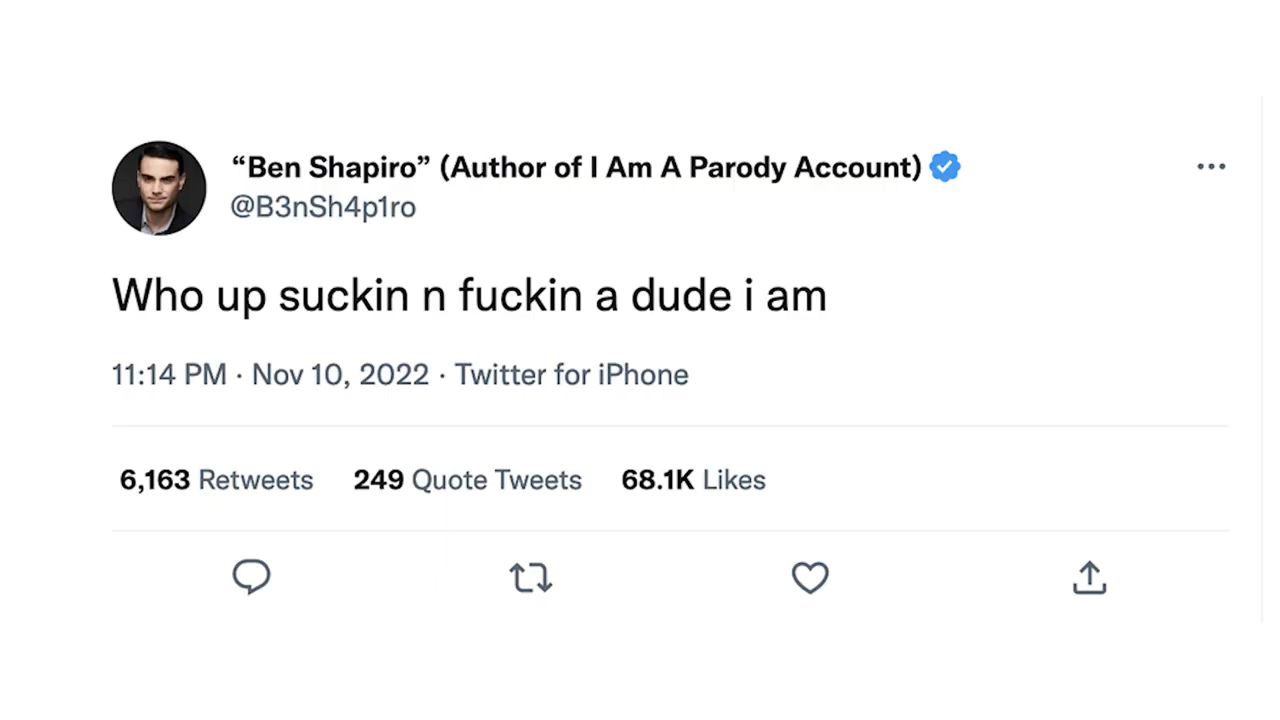 “Ben Shapiro” (Author of I Am A Parody Account)
@B3nSh4p1ro
Who up suckin n fuckin a dude i am
11:14 PM · Nov 10, 2022 · Twitter for iPhone
6,163 Retweets 249 Quote Tweets 68.1K Likes